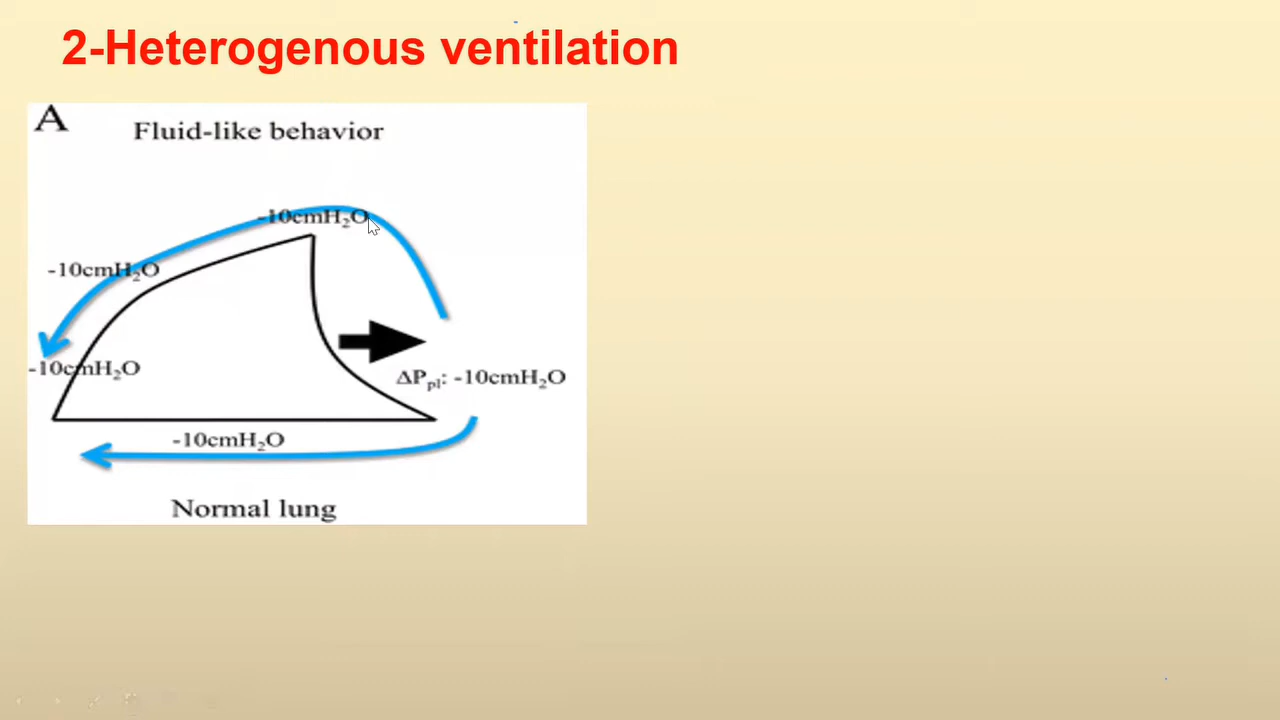 2-Heterogenous ventilation
A
Fluid-like behavior
-10cmH₂O
-10cmH₂O
-10cmH₂O
ΔPₚₗ: -10cmH₂O
-10cmH₂O
Normal lung